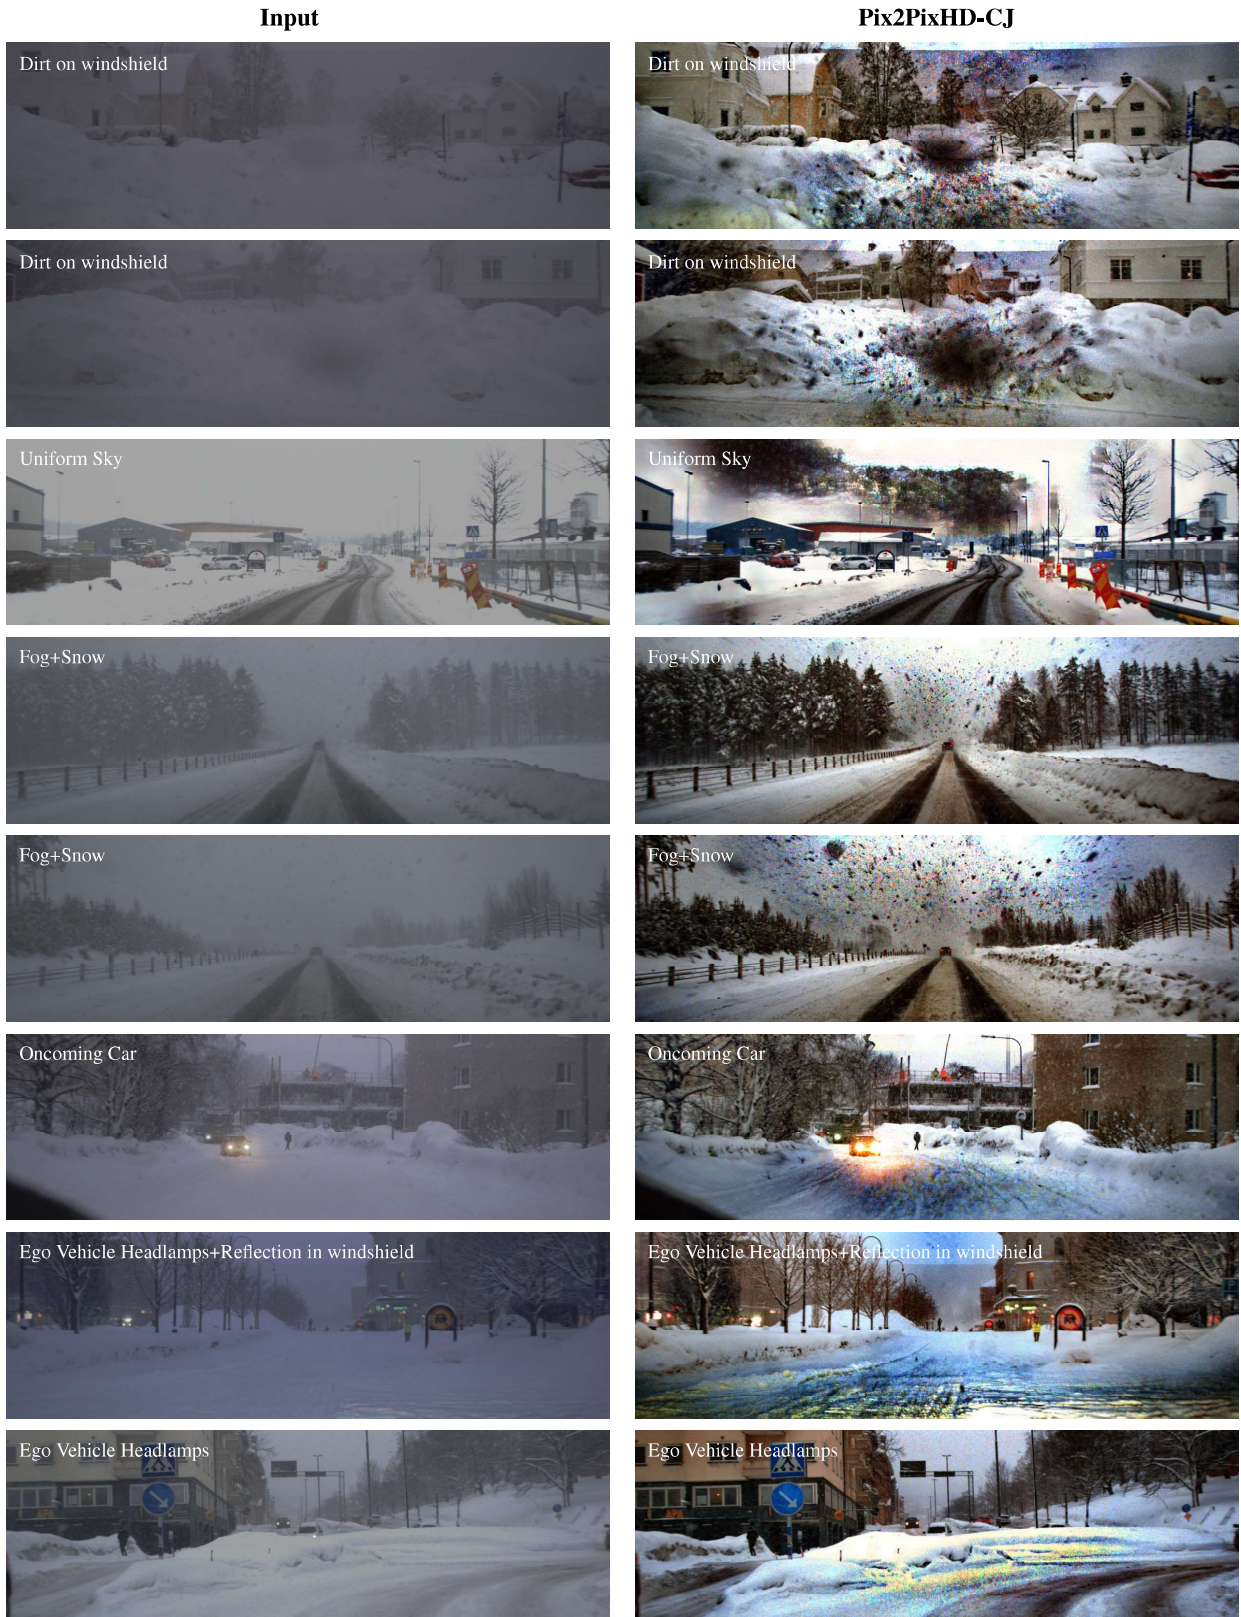 Input
Pix2PixHD-CJ
Dirt on windshield
Dirt on windshield
Dirt on windshield
Dirt on windshield
Uniform Sky
Uniform Sky
Fog+Snow
Fog+Snow
Fog+Snow
Fog+Snow
Oncoming Car
Oncoming Car
Ego Vehicle Headlamps+Reflection in windshield
Ego Vehicle Headlamps+Reflection in windshield
Ego Vehicle Headlamps
Ego Vehicle Headlamps